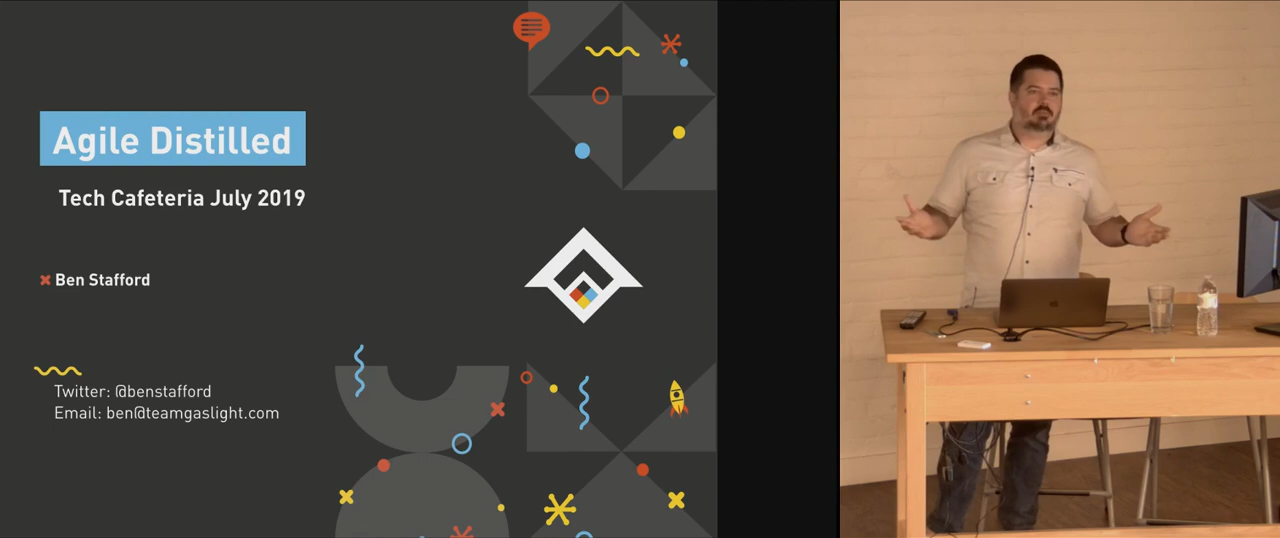 Agile Distilled
Tech Cafeteria July 2019
Ben Stafford
Twitter: @benstafford
Email: ben@teamgaslight.com